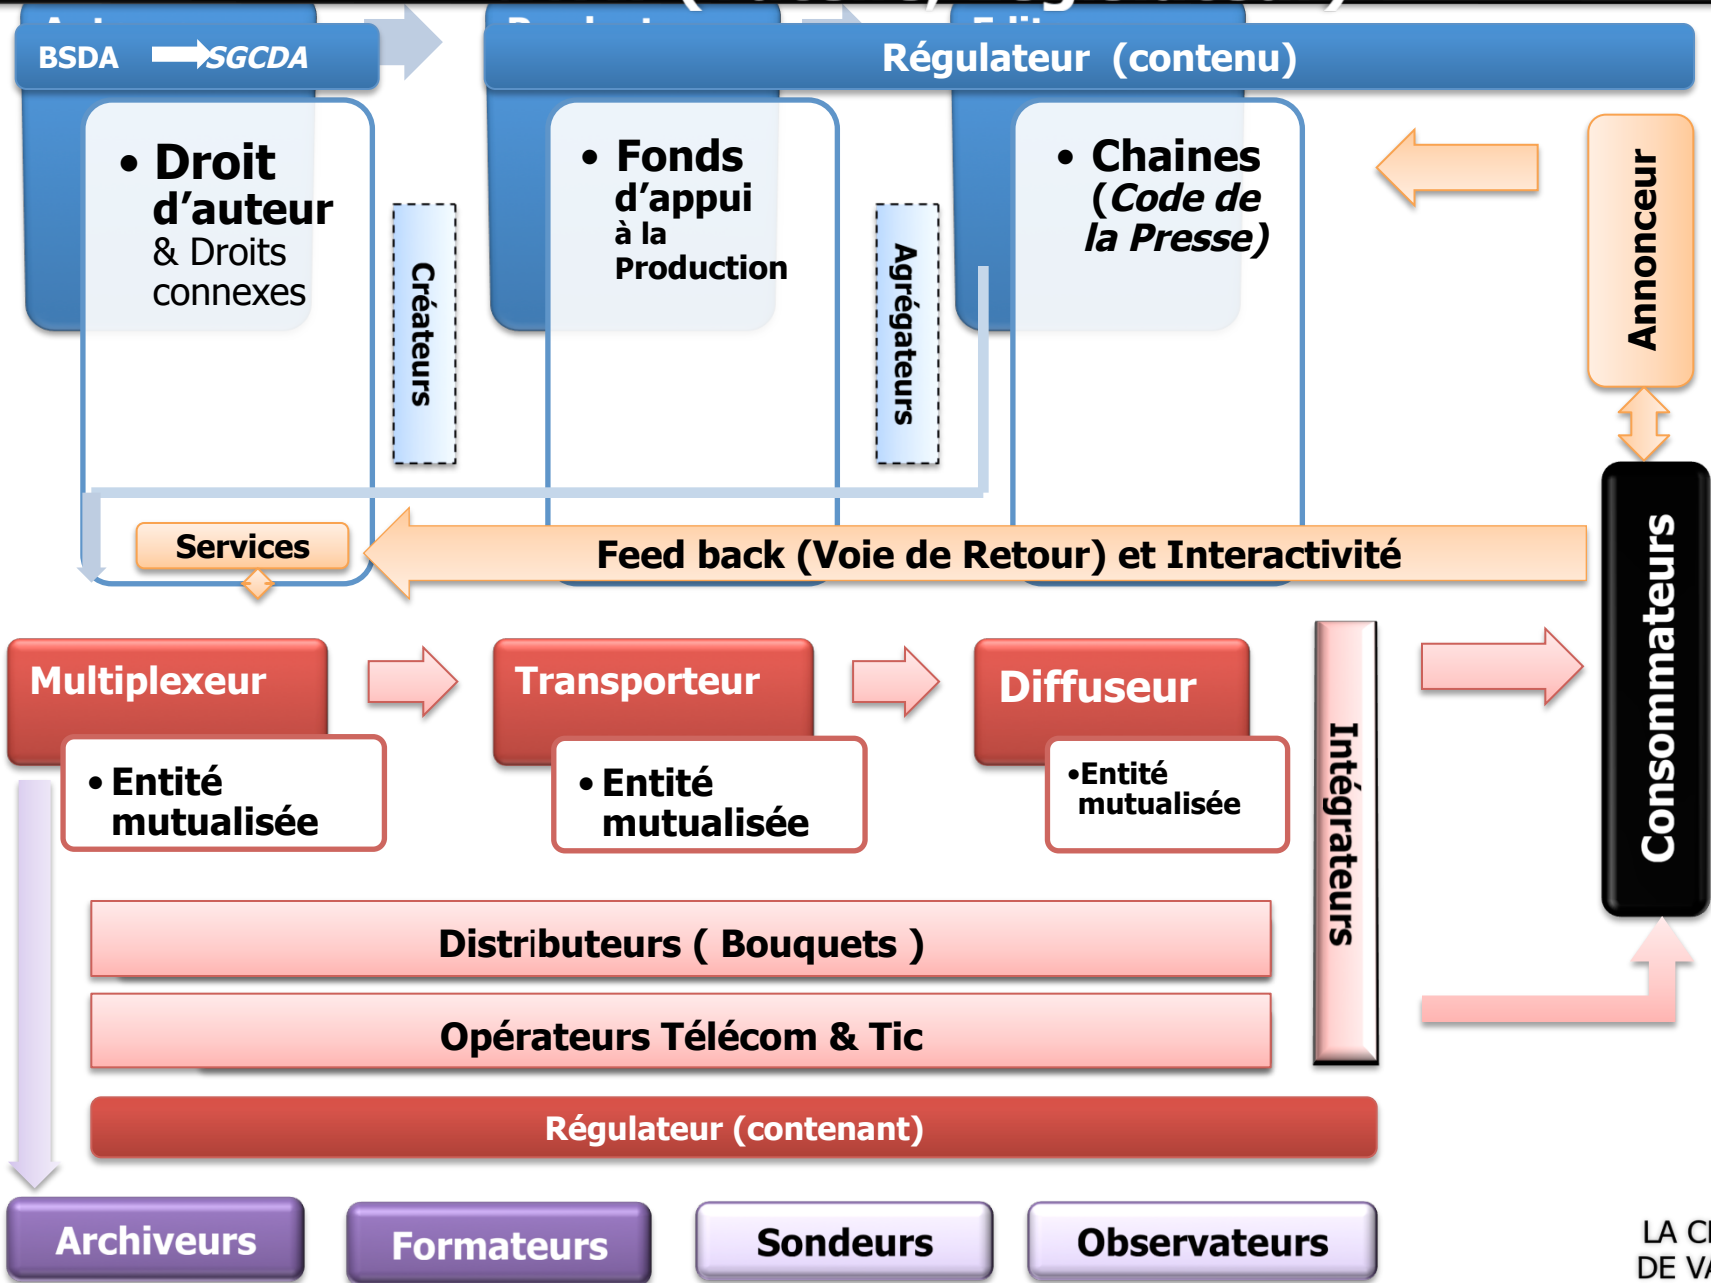 BSDA SGCDA
Régulateur (contenu)
• Droit
d’auteur
& Droits
connexes
Créateurs
• Fonds
d’appui
à la
Production
Agrégateurs
• Chaines
(Code de
la Presse)
Annonceur
Services
Feed back (Voie de Retour) et Interactivité
Consommateurs
Multiplexeur
Transporteur
Diffuseur
• Entité
mutualisée
• Entité
mutualisée
•Entité
mutualisée
Intégrateurs
Distributeurs ( Bouquets )
Opérateurs Télécom & Tic
Régulateur (contenant)
Archiveurs
Formateurs
Sondeurs
Observateurs
LA
DE